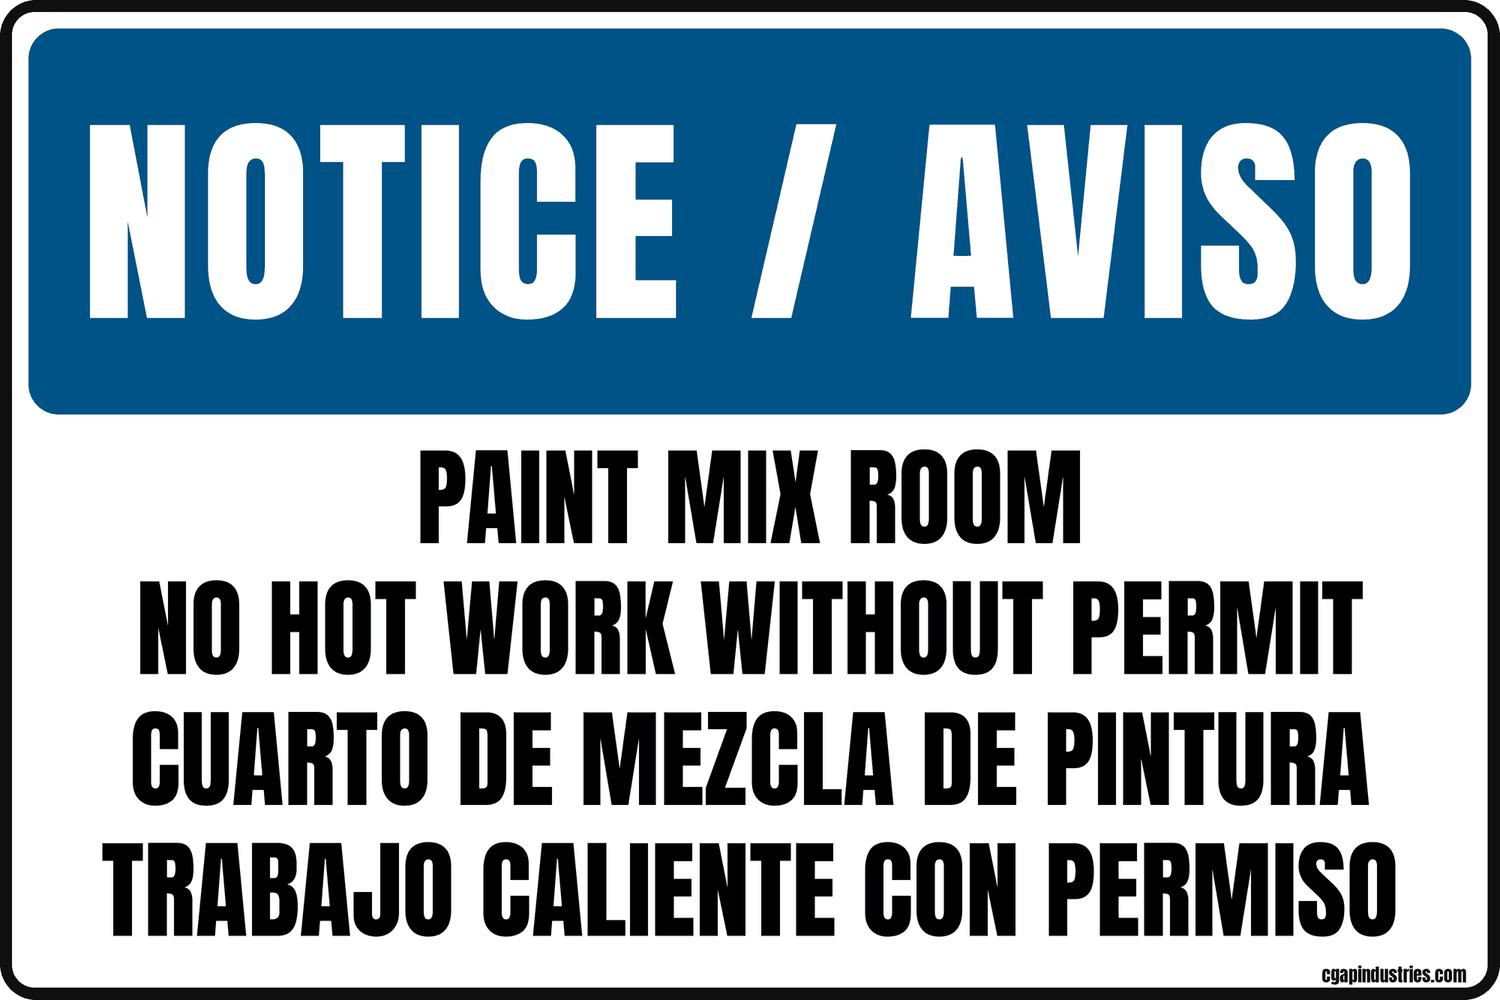 NOTICE / AVISO
PAINT MIX ROOM
NO HOT WORK WITHOUT PERMIT
CUARTO DE MEZCLA DE PINTURA
TRABAJO CALIENTE CON PERMISO
cgapindustries.com